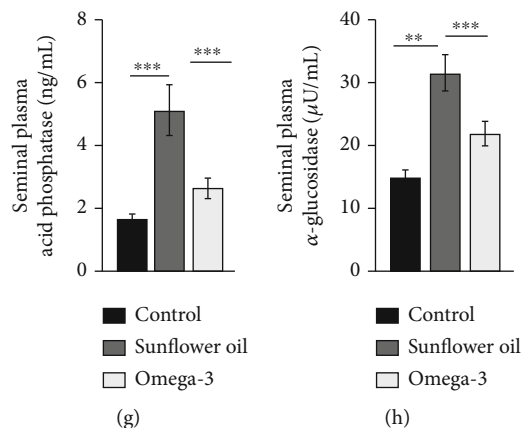 Seminal plasma
acid phosphatase (ng/mL)
8
6
4
2
0
***
***
Control
Sunflower oil
Omega-3
(g)
Seminal plasma
α-glucosidase (μU/mL)
40
30
20
10
0
**
***
Control
Sunflower oil
Omega-3
(h)